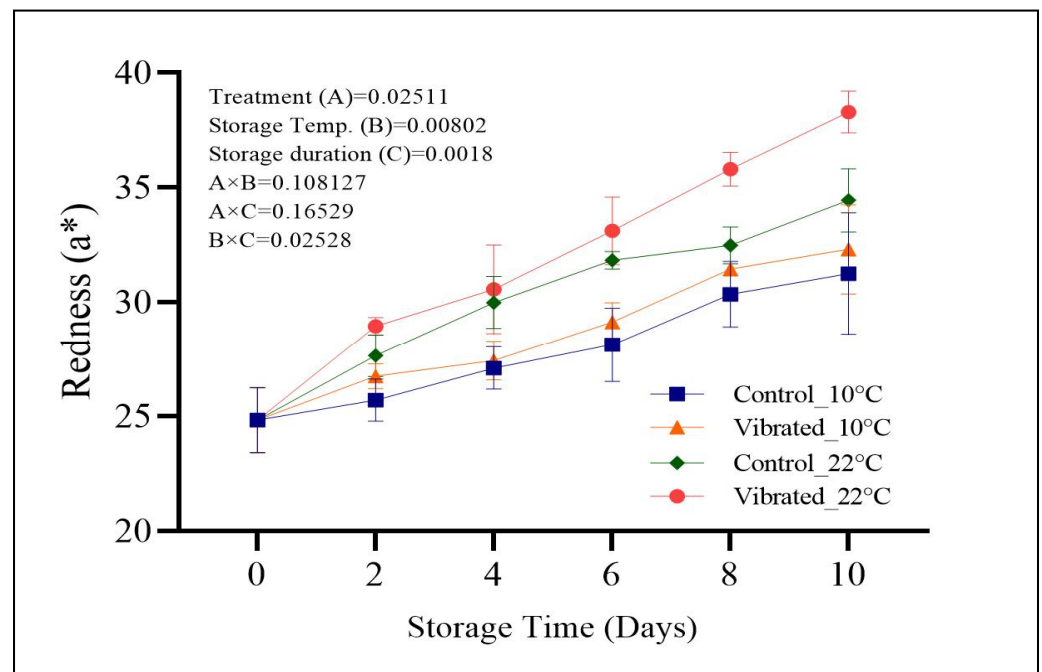 40
Treatment (A)=0.02511
Storage Temp. (B)=0.00802
Storage duration (C)=0.0018
A×B=0.108127
A×C=0.16529
B×C=0.02528
35
30
25
20
Redness (a*)
Control_10°C
Vibrated_10°C
Control_22°C
Vibrated_22°C
0 2 4 6 8 10
Storage Time (Days)